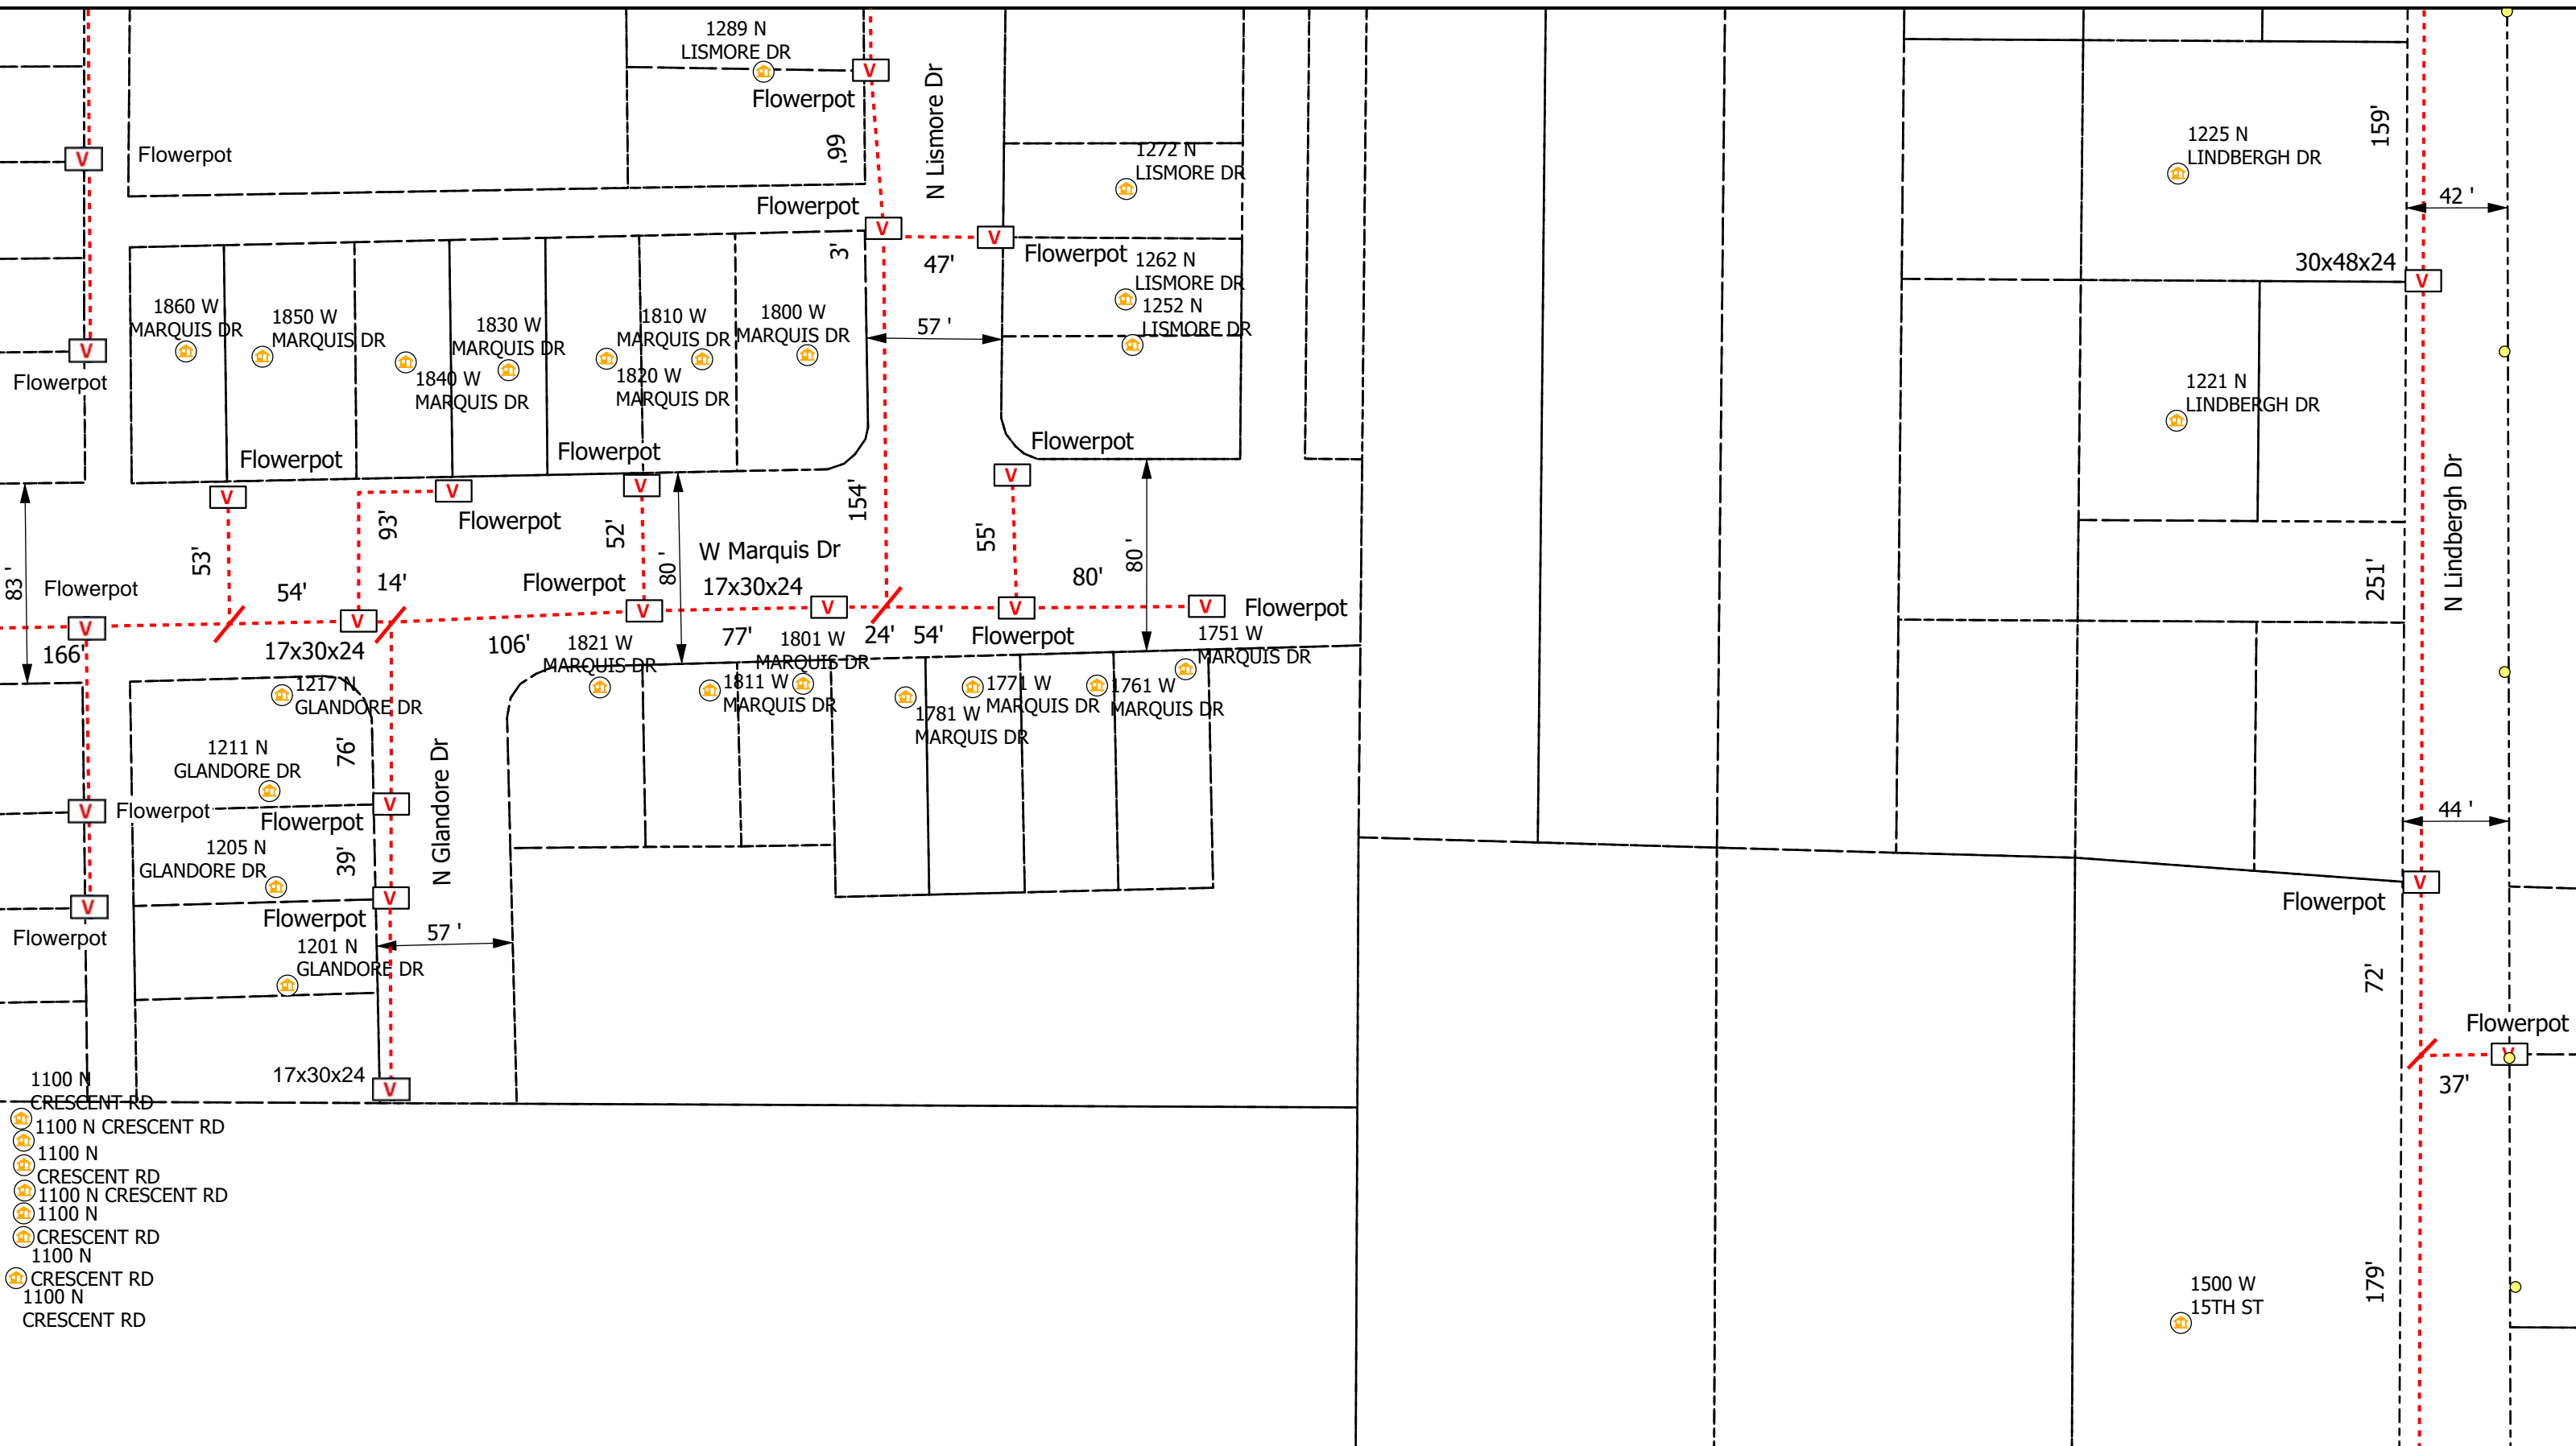 1289 N
LISMORE DR
V
Flowerpot
N Lismore Dr
66'
V
Flowerpot
1272 N
LISMORE DR
Flowerpot
V
V
Flowerpot
3'
47'
1262 N
LISMORE DR
1252 N
LISMORE DR
57 '
1860 W
MARQUIS DR
1850 W
MARQUIS DR
1840 W
MARQUIS DR
1830 W
MARQUIS DR
1820 W
MARQUIS DR
1810 W
MARQUIS DR
1800 W
MARQUIS DR
V
Flowerpot
Flowerpot
V
V
Flowerpot
Flowerpot
V
Flowerpot
V
83 '
53'
93'
52'
80 '
154'
55'
80 '
W Marquis Dr
Flowerpot
V
166'
54'
14'
V
17x30x24
Flowerpot
V
17x30x24
V
106'
77'
24'
54'
V
Flowerpot
80'
V
Flowerpot
1821 W
MARQUIS DR
1801 W
MARQUIS DR
1811 W
MARQUIS DR
1781 W
MARQUIS DR
1771 W
MARQUIS DR
1761 W
MARQUIS DR
1751 W
MARQUIS DR
1217 N
GLANDORE DR
1211 N
GLANDORE DR
76'
V
Flowerpot
V
Flowerpot
1205 N
GLANDORE DR
39'
N Glandore Dr
V
Flowerpot
V
Flowerpot
57 '
1201 N
GLANDORE DR
17x30x24
V
1100 N
CRESCENT RD
1100 N CRESCENT RD
1100 N
CRESCENT RD
1100 N CRESCENT RD
1100 N
CRESCENT RD
1100 N
CRESCENT RD
1100 N
CRESCENT RD
1225 N
LINDBERGH DR
159'
42 '
30x48x24
V
1221 N
LINDBERGH DR
N Lindbergh Dr
251'
44 '
V
Flowerpot
72'
Flowerpot
V
37'
179'
1500 W
15TH ST